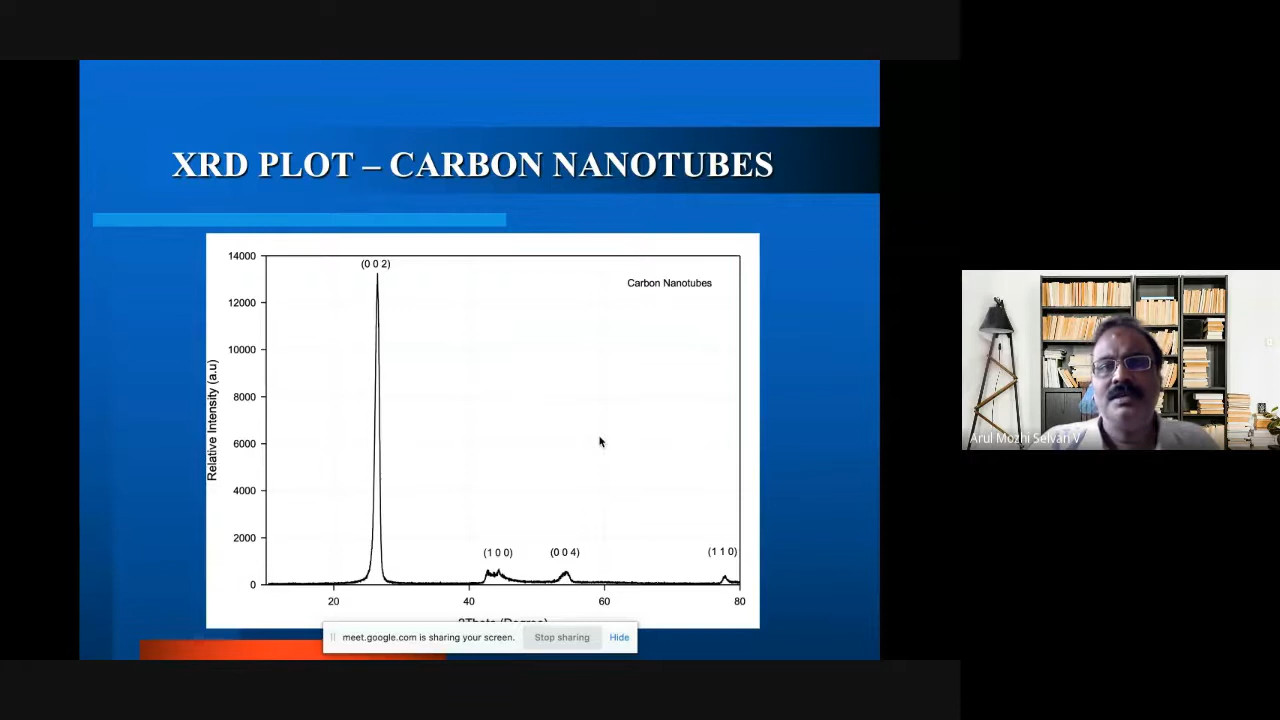 XRD PLOT – CARBON NANOTUBES
14000
(0 0 2)
Carbon Nanotubes
12000
10000
8000
6000
4000
2000
0
Relative Intensity (a.u)
(1 0 0)
(0 0 4)
(1 1 0)
20
40
60
80
2Theta (Degree)
meet.google.com is sharing your screen.
Stop sharing
Hide
Arul Mozhi Selvan V